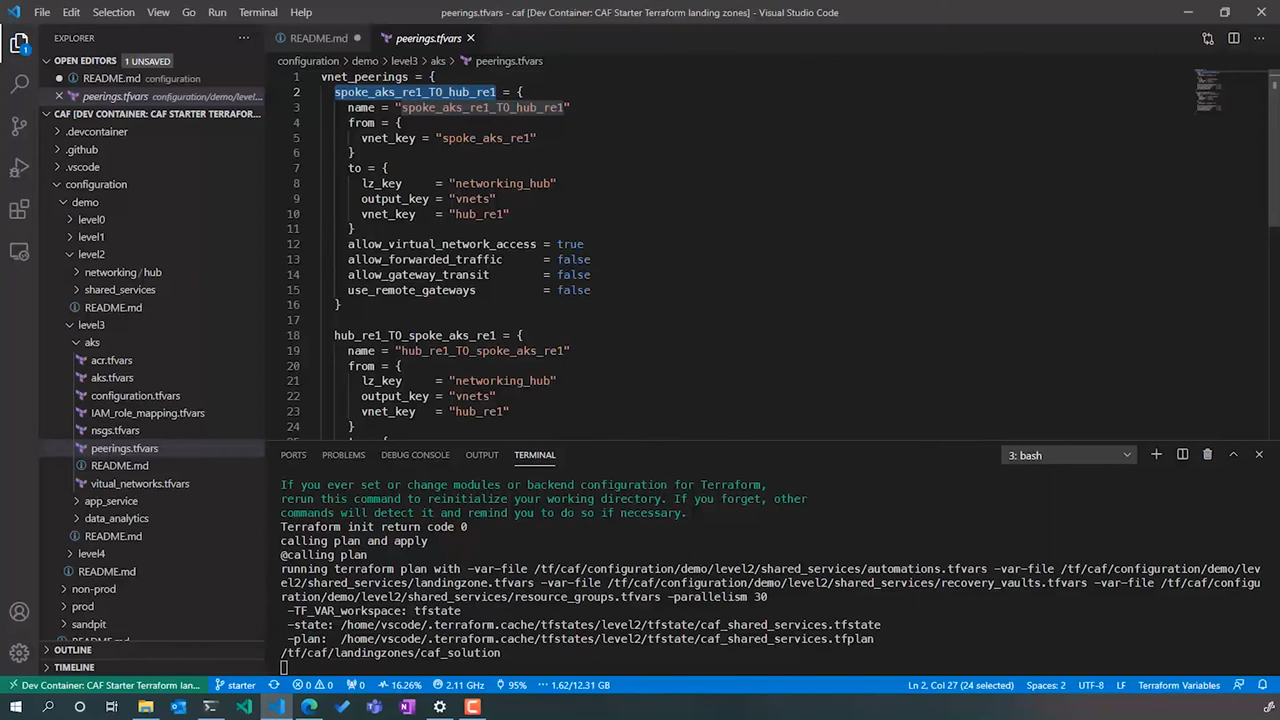 File Edit Selection View Go Run Terminal Help
peerings.tfvars - caf [Dev Container: CAF Starter Terraform landing zones] - Visual Studio Code
EXPLORER
OPEN EDITORS 1 UNSAVED
README.md configuration
peerings.tfvars configuration/demo/level...
CAF [DEV CONTAINER: CAF STARTER TERRAFOR...
.devcontainer
.github
.vscode
configuration
demo
level0
level1
level2
networking / hub
shared_services
README.md
level3
aks
acr.tfvars
aks.tfvars
configuration.tfvars
IAM_role_mapping.tfvars
nsgs.tfvars
peerings.tfvars
README.md
vitual_networks.tfvars
app_service
data_analytics
README.md
level4
README.md
non-prod
prod
sandpit
README.md
OUTLINE
TIMELINE
README.md peerings.tfvars
configuration > demo > level3 > aks > peerings.tfvars
1 vnet_peerings = {
2 spoke_aks_re1_TO_hub_re1 = {
3 name = "spoke_aks_re1_TO_hub_re1"
4 from = {
5 vnet_key = "spoke_aks_re1"
6 }
7 to = {
8 lz_key = "networking_hub"
9 output_key = "vnets"
10 vnet_key = "hub_re1"
11 }
12 allow_virtual_network_access = true
13 allow_forwarded_traffic = false
14 allow_gateway_transit = false
15 use_remote_gateways = false
16 }
17
18 hub_re1_TO_spoke_aks_re1 = {
19 name = "hub_re1_TO_spoke_aks_re1"
20 from = {
21 lz_key = "networking_hub"
22 output_key = "vnets"
23 vnet_key = "hub_re1"
24 }
PORTS PROBLEMS DEBUG CONSOLE OUTPUT TERMINAL 3: bash
If you ever set or change modules or backend configuration for Terraform,
rerun this command to reinitialize your working directory. If you forget, other
commands will detect it and remind you to do so if necessary.
Terraform init return code 0
calling plan and apply
@calling plan
running terraform plan with -var-file /tf/caf/configuration/demo/level2/shared_services/automations.tfvars -var-file /tf/caf/configuration/demo/lev
el2/shared_services/landingzone.tfvars -var-file /tf/caf/configuration/demo/level2/shared_services/recovery_vaults.tfvars -var-file /tf/caf/configu
ration/demo/level2/shared_services/resource_groups.tfvars -parallelism 30
-TF_VAR_workspace: tfstate
-state: /home/vscode/.terraform.cache/tfstates/level2/tfstate/caf_shared_services.tfstate
-plan: /home/vscode/.terraform.cache/tfstates/level2/tfstate/caf_shared_services.tfplan
/tf/caf/landingzones/caf_solution
Dev Container: CAF Starter Terraform lan... starter 0 0 0 16.26% 2.11 GHz 95% 1.62/12.31 GB Ln 2, Col 27 (24 selected) Spaces: 2 UTF-8 LF Terraform Variables